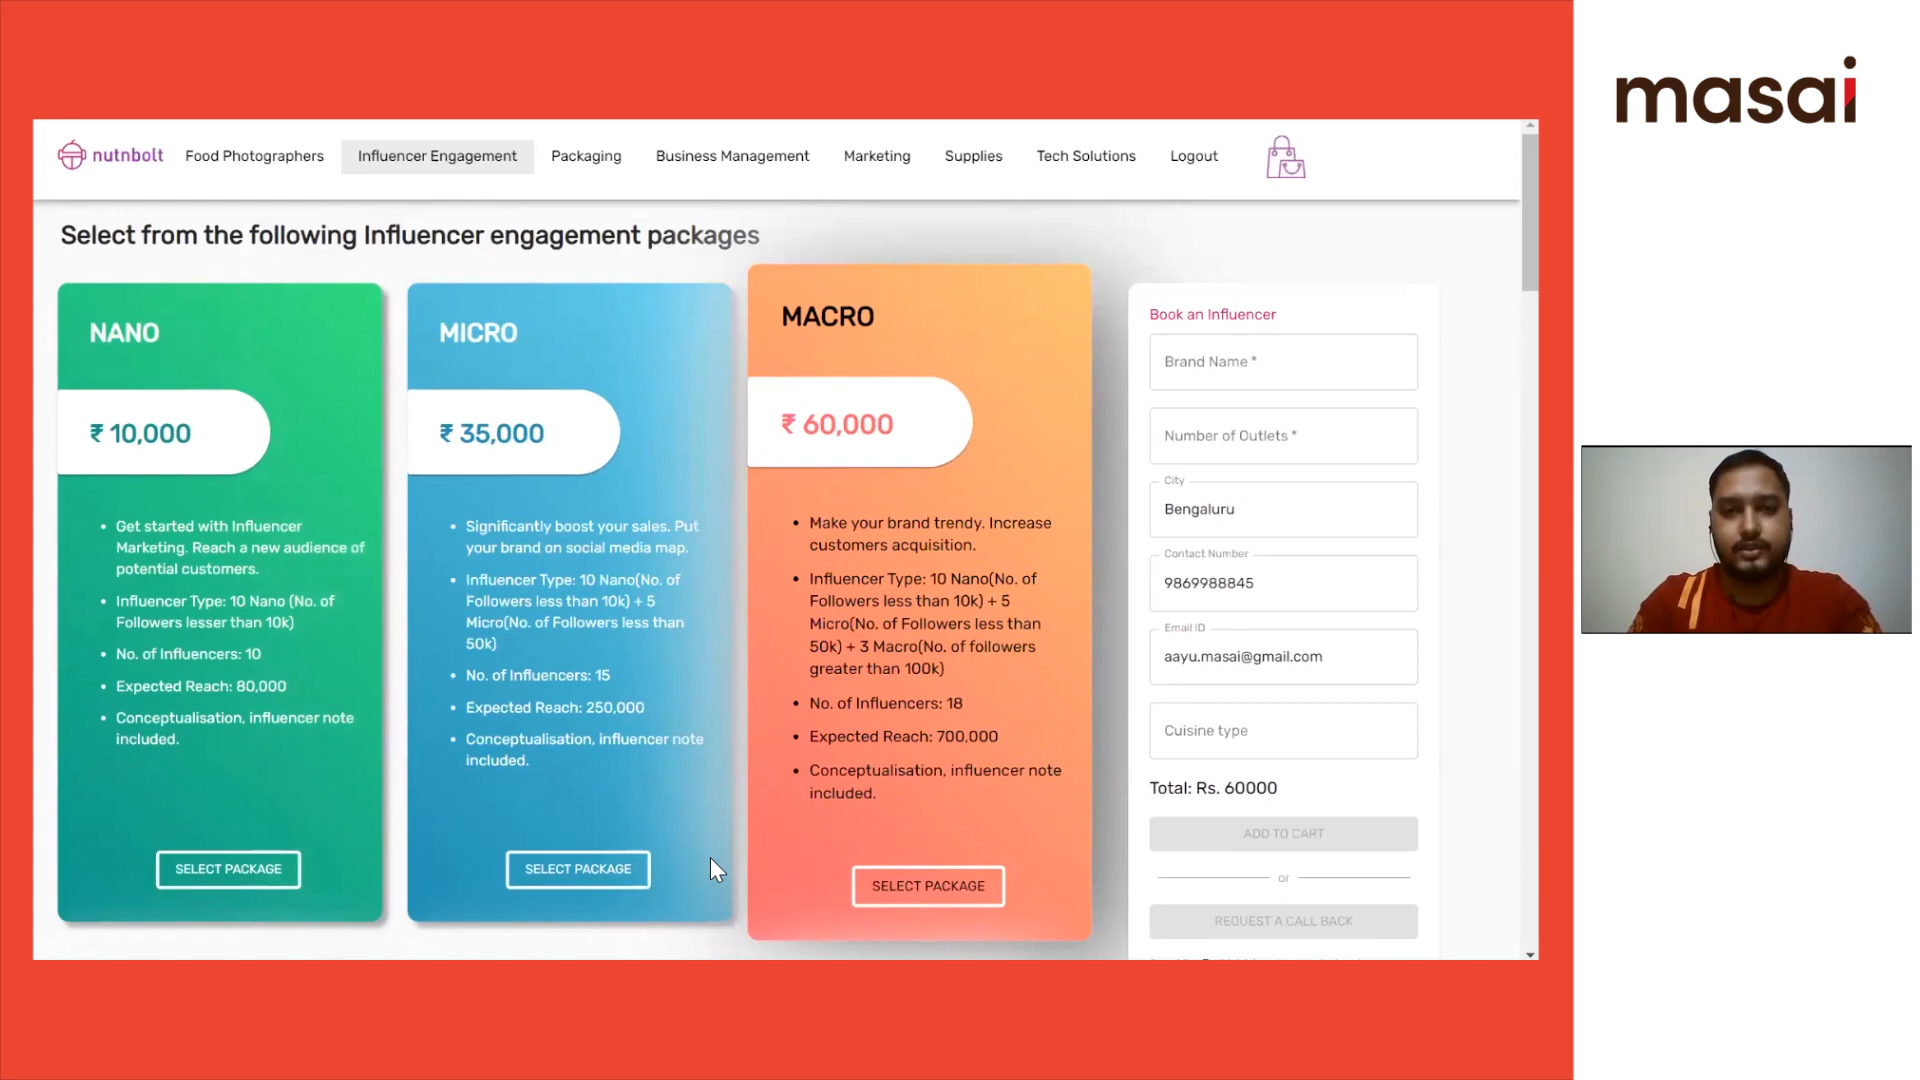 masai
nutnbolt
Food Photographers
Influencer Engagement
Packaging
Business Management
Marketing
Supplies
Tech Solutions
Logout
Select from the following Influencer engagement packages
NANO
₹ 10,000
• Get started with Influencer
Marketing. Reach a new audience of
potential customers.
• Influencer Type: 10 Nano (No. of
Followers lesser than 10k)
• No. of Influencers: 10
• Expected Reach: 80,000
• Conceptualisation, influencer note
included.
SELECT PACKAGE
MICRO
₹ 35,000
• Significantly boost your sales. Put
your brand on social media map.
• Influencer Type: 10 Nano(No. of
Followers less than 10k) + 5
Micro(No. of Followers less than
50k)
• No. of Influencers: 15
• Expected Reach: 250,000
• Conceptualisation, influencer note
included.
SELECT PACKAGE
MACRO
₹ 60,000
• Make your brand trendy. Increase
customers acquisition.
• Influencer Type: 10 Nano(No. of
Followers less than 10k) + 5
Micro(No. of Followers less than
50k) + 3 Macro(No. of followers
greater than 100k)
• No. of Influencers: 18
• Expected Reach: 700,000
• Conceptualisation, influencer note
included.
SELECT PACKAGE
Book an Influencer
Brand Name *
Number of Outlets *
City
Bengaluru
Contact Number
9869988845
Email ID
aayu.masai@gmail.com
Cuisine type
Total: Rs. 60000
ADD TO CART
or
REQUEST A CALL BACK